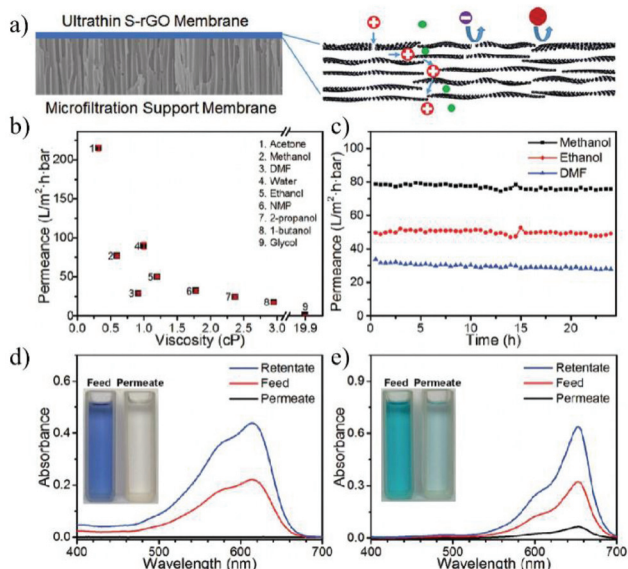 a)
Ultrathin S-rGO Membrane
Microfiltration Support Membrane
b)
Permeance (L/m²·h·bar)
200
150
100
50
0
1
2
3
4
5
6
7
8
9
1. Acetone
2. Methanol
3. DMF
4. Water
5. Ethanol
6. NMP
7. 2-propanol
8. 1-butanol
9. Glycol
0.0 0.5 1.0 1.5 2.0 2.5 3.0 19.9
Viscosity (cP)
c)
Permeance (L/m²·h·bar)
100
80
60
40
20
0
Methanol
Ethanol
DMF
0 5 10 15 20
Time (h)
d)
Absorbance
0.6
0.4
0.2
0.0
Feed Permeate
Retentate
Feed
Permeate
400 500 600 700
Wavelength (nm)
e)
Absorbance
0.9
0.6
0.3
0.0
Feed Permeate
Retentate
Feed
Permeate
400 500 600 700
Wavelength (nm)